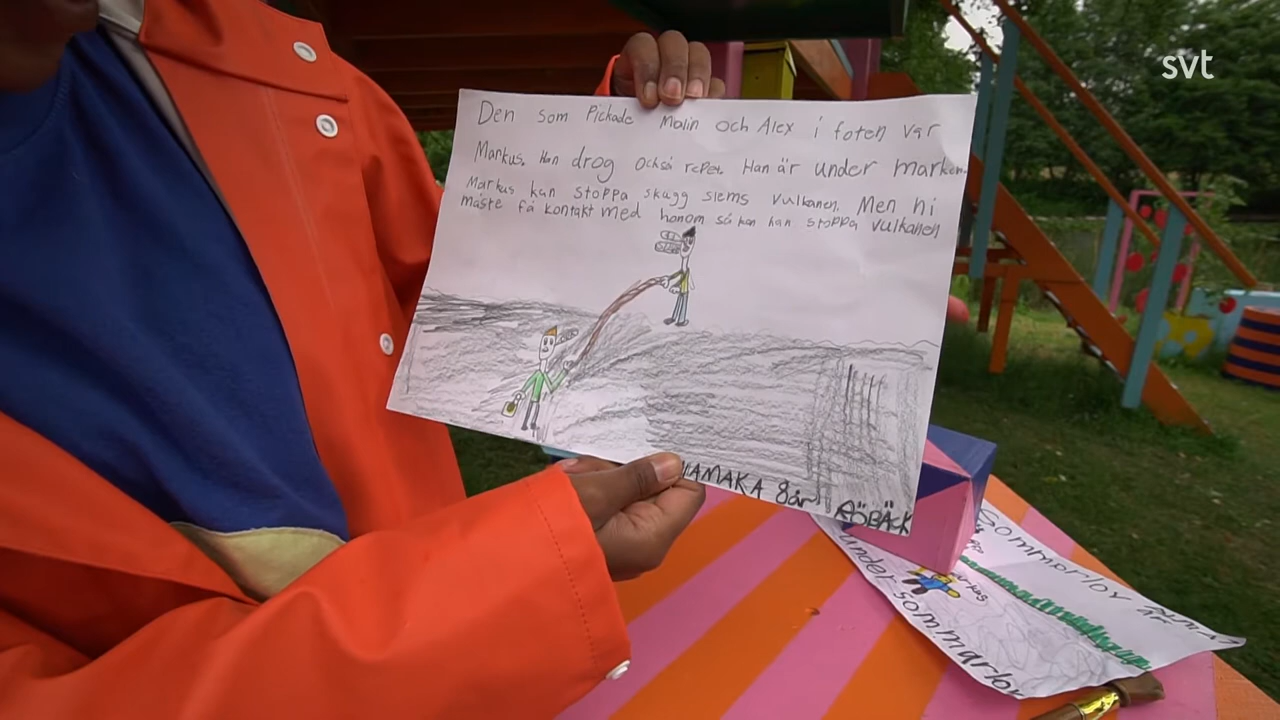 svt
Den som Pickade Malin och Alex i foten var
Markus. Han drog också repet. Han är under marken.
Markus kan stoppa skägg slems vulkanen. Men ni
måste få kontakt med honom så kan han stoppa vulkanen
AMAKA 8år
RÖBÄCK
Sommarlov
under sommarlov